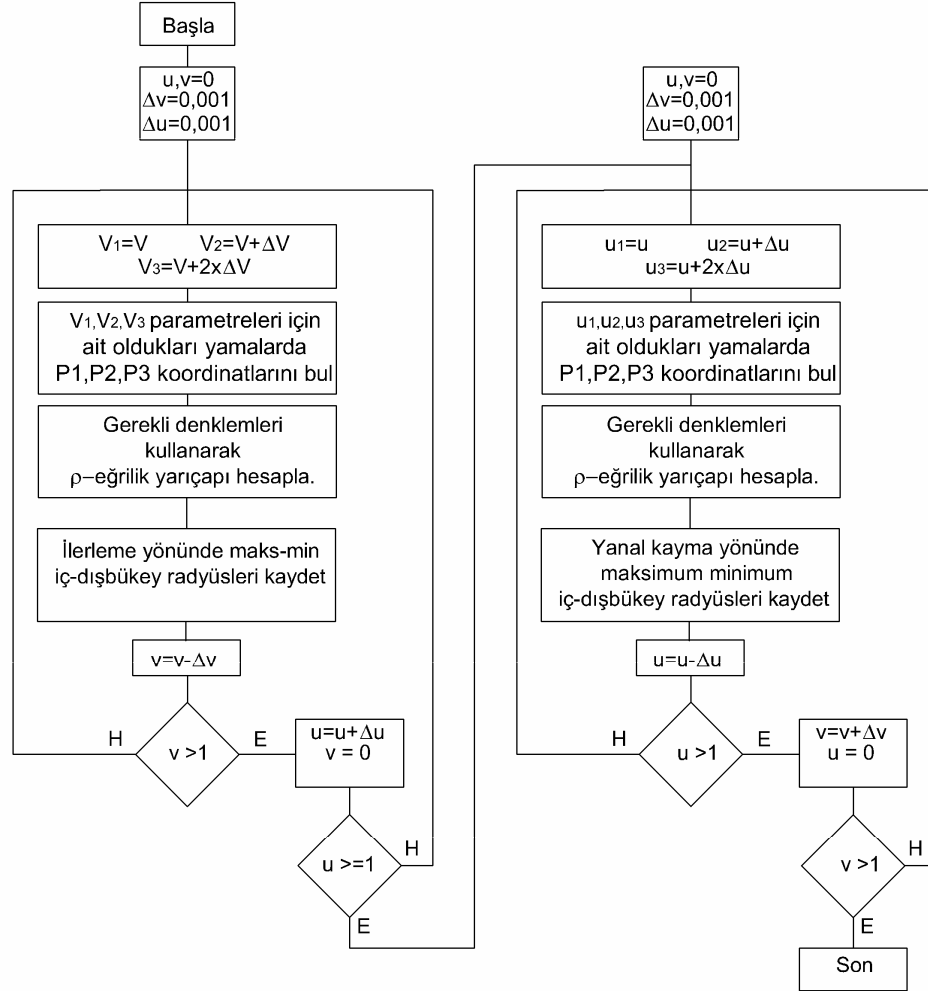 Başla
u,v=0
Δv=0,001
Δu=0,001
V1=V V2=V+ΔV
V3=V+2xΔV
V1,V2,V3 parametreleri için
ait oldukları yamalarda
P1,P2,P3 koordinatlarını bul
Gerekli denklemleri
kullanarak
ρ–eğrilik yarıçapı hesapla.
İlerleme yönünde maks-min
iç-dışbükey radyüsleri kaydet
v=v-Δv
H
v >1
E
u=u+Δu
v = 0
u >=1
H
E
u,v=0
Δv=0,001
Δu=0,001
u1=u u2=u+Δu
u3=u+2xΔu
u1,u2,u3 parametreleri için
ait oldukları yamalarda
P1,P2,P3 koordinatlarını bul
Gerekli denklemleri
kullanarak
ρ–eğrilik yarıçapı hesapla.
Yanal kayma yönünde
maksimum minimum
iç-dışbükey radyüsleri kaydet
u=u-Δu
H
u >1
E
v=v+Δv
u = 0
v >1
H
E
Son